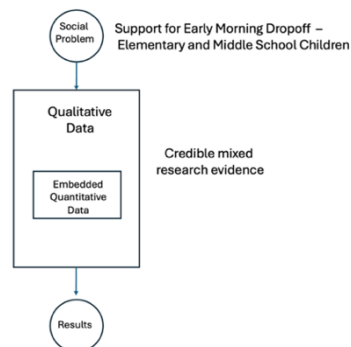 Social
Problem
Support for Early Morning Dropoff –
Elementary and Middle School Children
Qualitative
Data
Embedded
Quantitative
Data
Credible mixed
research evidence
Results